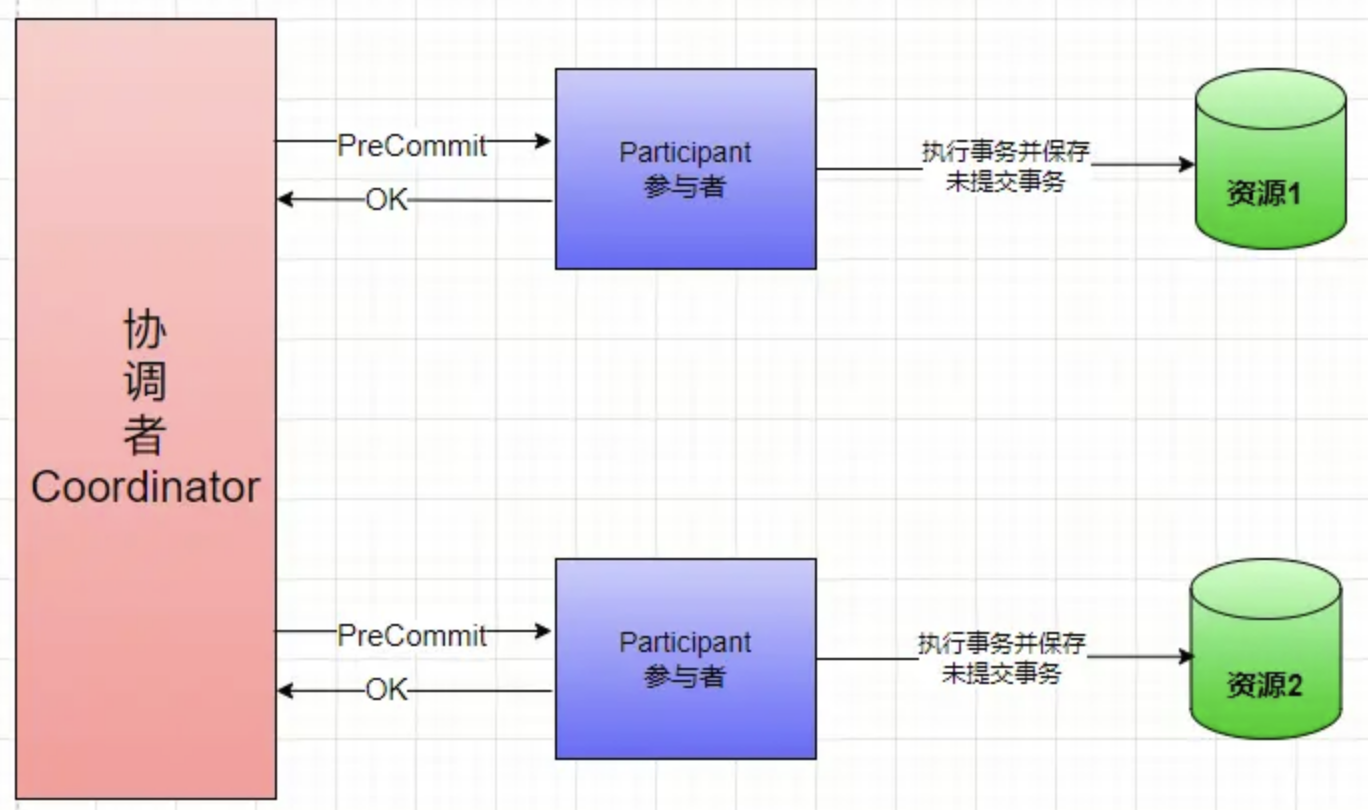 协
调
者
Coordinator
PreCommit
OK
Participant
参与者
执行事务并保存
未提交事务
资源1
PreCommit
OK
Participant
参与者
执行事务并保存
未提交事务
资源2